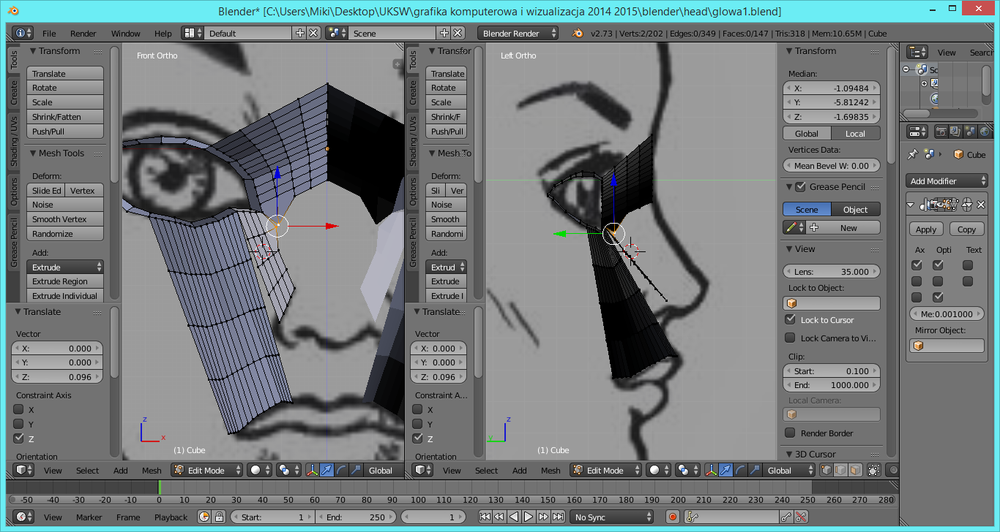 Blender* [C:\Users\Miki\Desktop\UKSW\grafika komputerowa i wizualizacja 2014 2015\blender\head\glowa1.blend]
File Render Window Help Default Scene Blender Render v2.73 | Verts:2/202 | Edges:0/349 | Faces:0/147 | Tris:318 | Mem:10.65M | Cube
Tools
Create
Shading / UVs
Options
Grease Pencil
Transform
Translate
Rotate
Scale
Shrink/Fatten
Push/Pull
Mesh Tools
Deform:
Slide Ed Vertex
Noise
Smooth Vertex
Randomize
Add:
Extrude
Extrude Region
Extrude Individual
Translate
Vector
X: 0.000
Y: 0.000
Z: 0.096
Constraint Axis
X
Y
Z
Orientation
Front Ortho
z
x
(1) Cube
View Select Add Mesh Edit Mode Global
Tools
Create
Shading / UVs
Options
Grease Pencil
Transfor
Translate
Rotate
Scale
Shrink/F
Push/Pull
Mesh To
Deform:
Sli Ver
Noise
Smooth
Randomi
Add:
Extrud
Extrude
Extrude I
Translate
Vector
X: 0.000
Y: 0.000
Z: 0.096
Constraint A...
X
Y
Z
Orientation
Left Ortho
z
y
(1) Cube
View Select Add Mesh Edit Mode Global
Transform
Median:
X: -1.09484
Y: -5.81242
Z: -1.69835
Global Local
Vertices Data:
Mean Bevel W: 0.00
Grease Pencil
Scene Object
New
View
Lens: 35.000
Lock to Object:
Lock to Cursor
Lock Camera to Vi...
Clip:
Start: 0.100
End: 1000.000
Local Camera:
Render Border
3D Cursor
View Searc
Sc
Cube
Add Modifier
Apply Copy
Ax Opti Text
Me:0.001000
Mirror Object:
-50 -40 -30 -20 -10 0 10 20 30 40 50 60 70 80 90 100 110 120 130 140 150 160 170 180 190 200 210 220 230 240 250 260 270 280
View Marker Frame Playback Start: 1 End: 250 1 No Sync